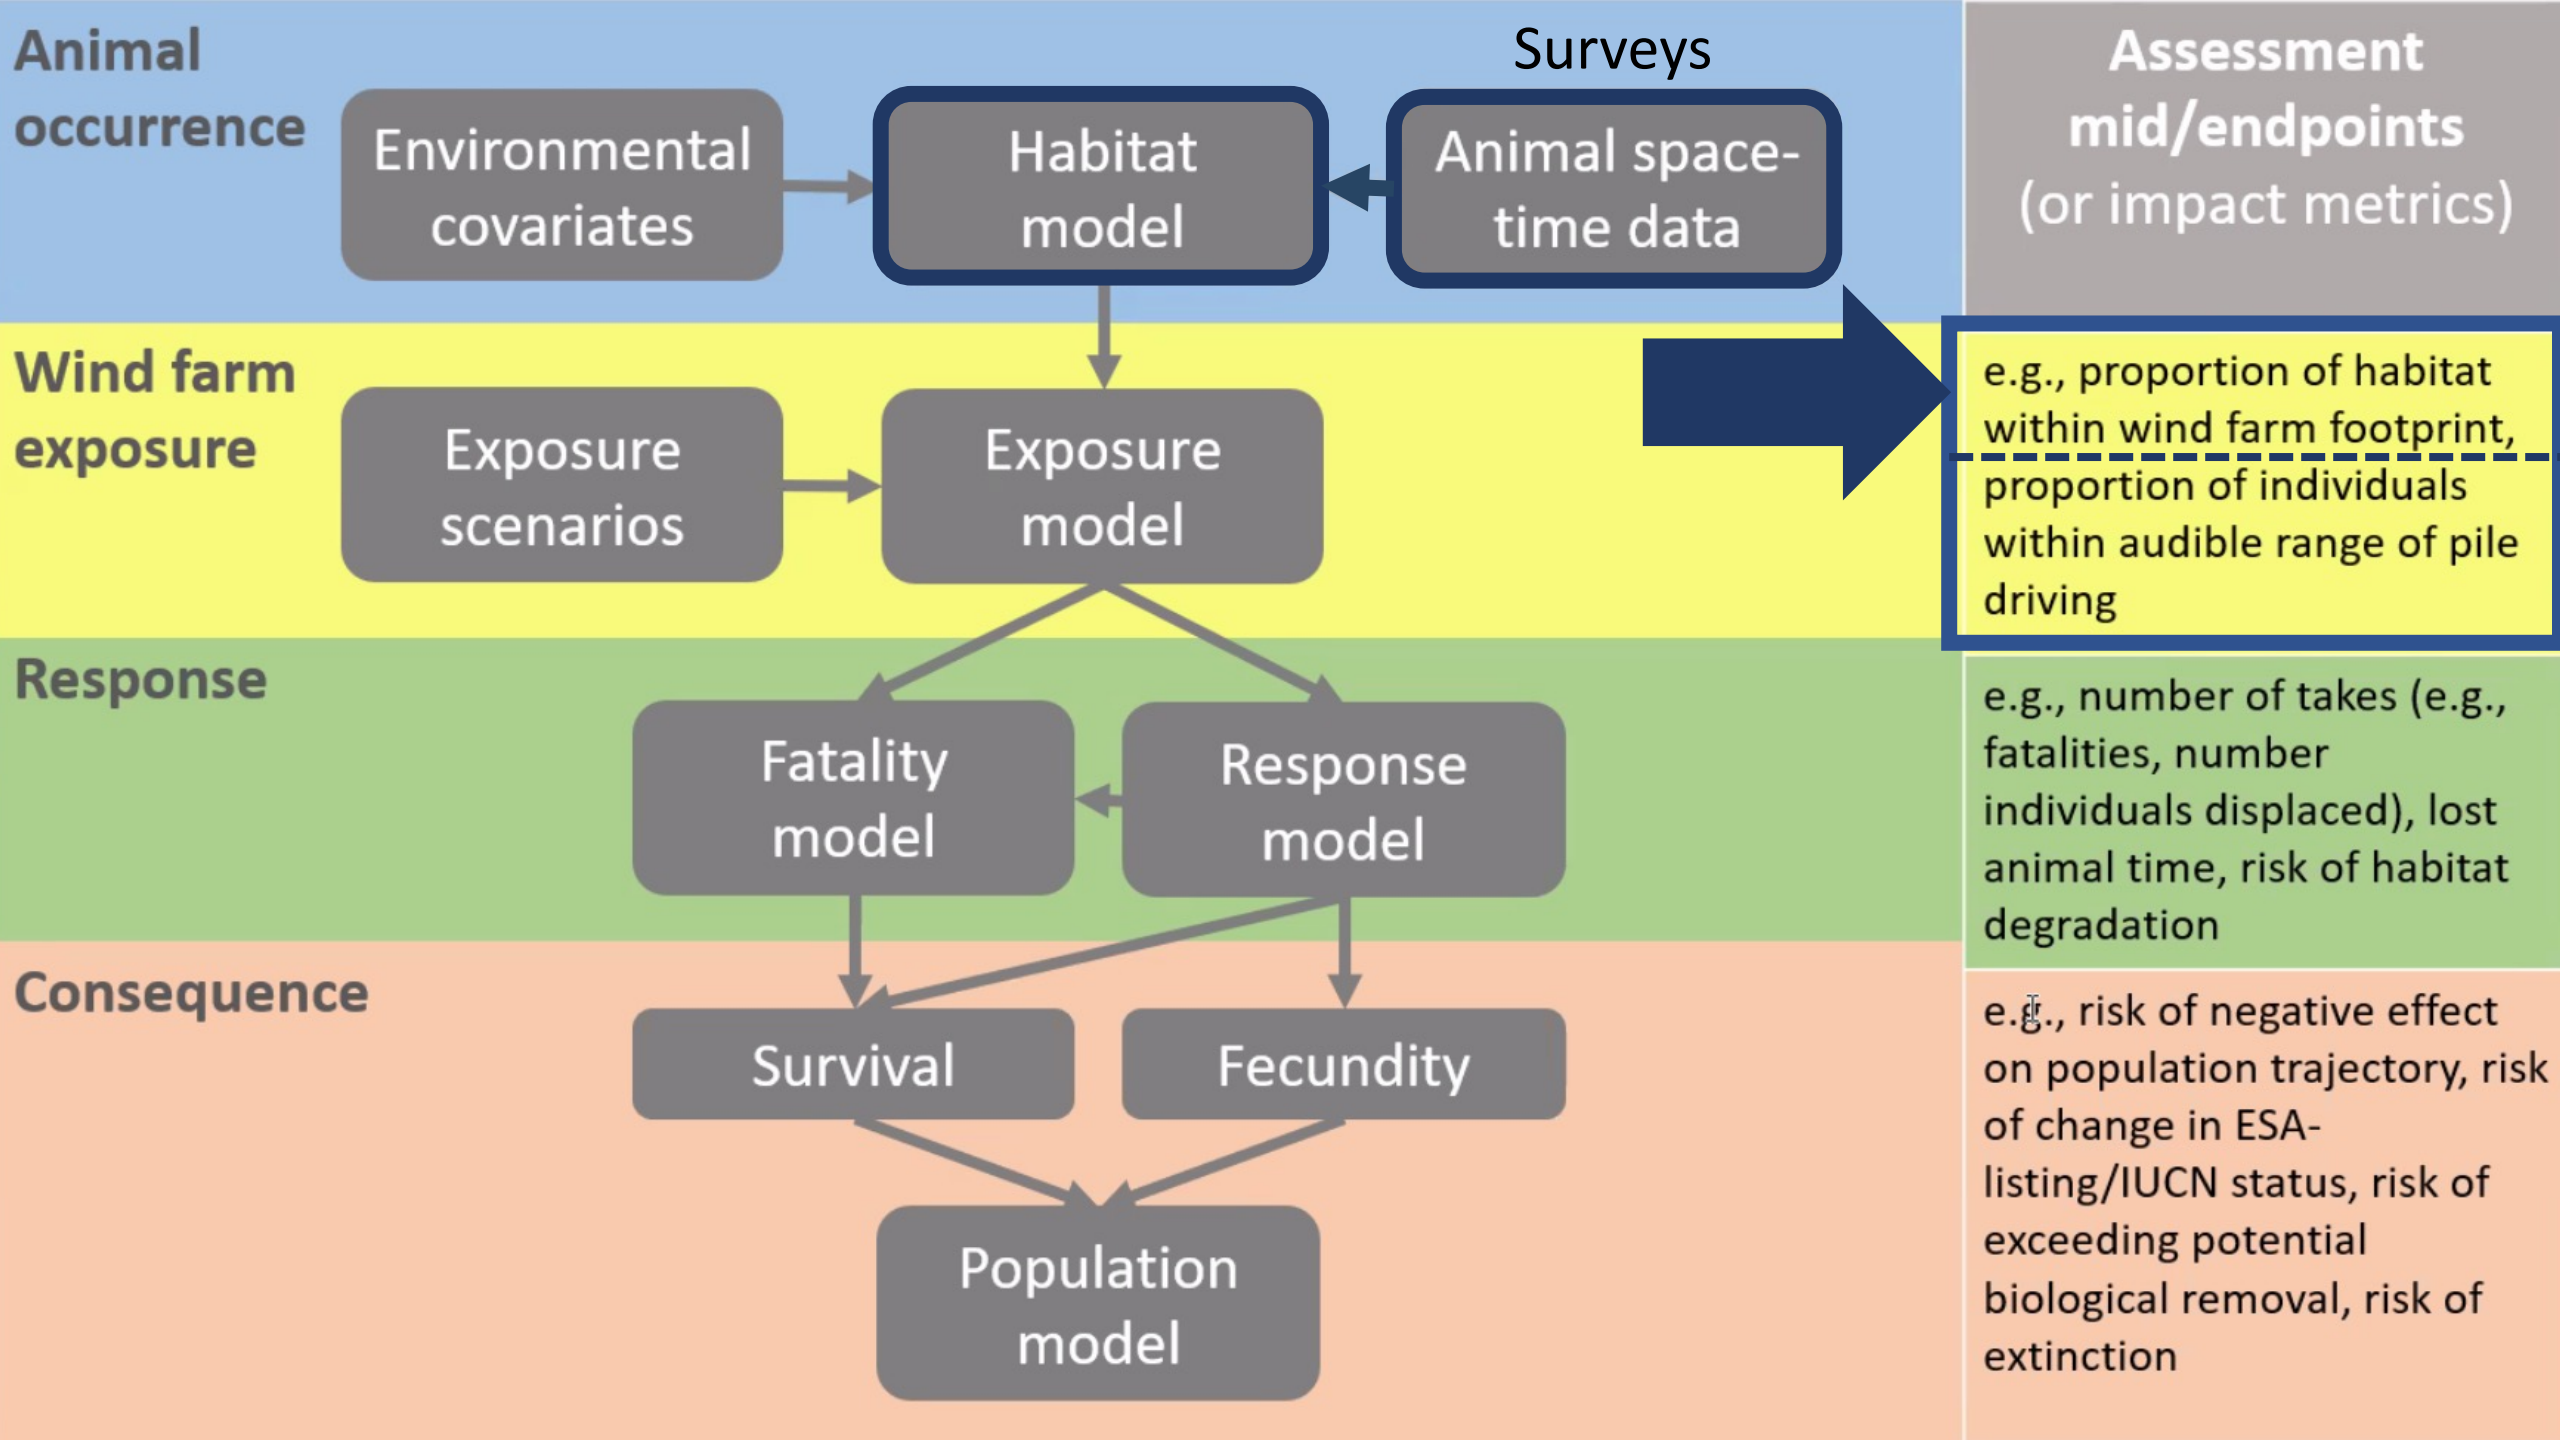 Animal
occurrence
Surveys
Environmental
covariates
Habitat
model
Animal space-
time data
Assessment
mid/endpoints
(or impact metrics)
Wind farm
exposure
Exposure
scenarios
Exposure
model
e.g., proportion of habitat
within wind farm footprint,
proportion of individuals
within audible range of pile
driving
Response
Fatality
model
Response
model
e.g., number of takes (e.g.,
fatalities, number
individuals displaced), lost
animal time, risk of habitat
degradation
Consequence
Survival
Fecundity
Population
model
e.g., risk of negative effect
on population trajectory, risk
of change in ESA-
listing/IUCN status, risk of
exceeding potential
biological removal, risk of
extinction